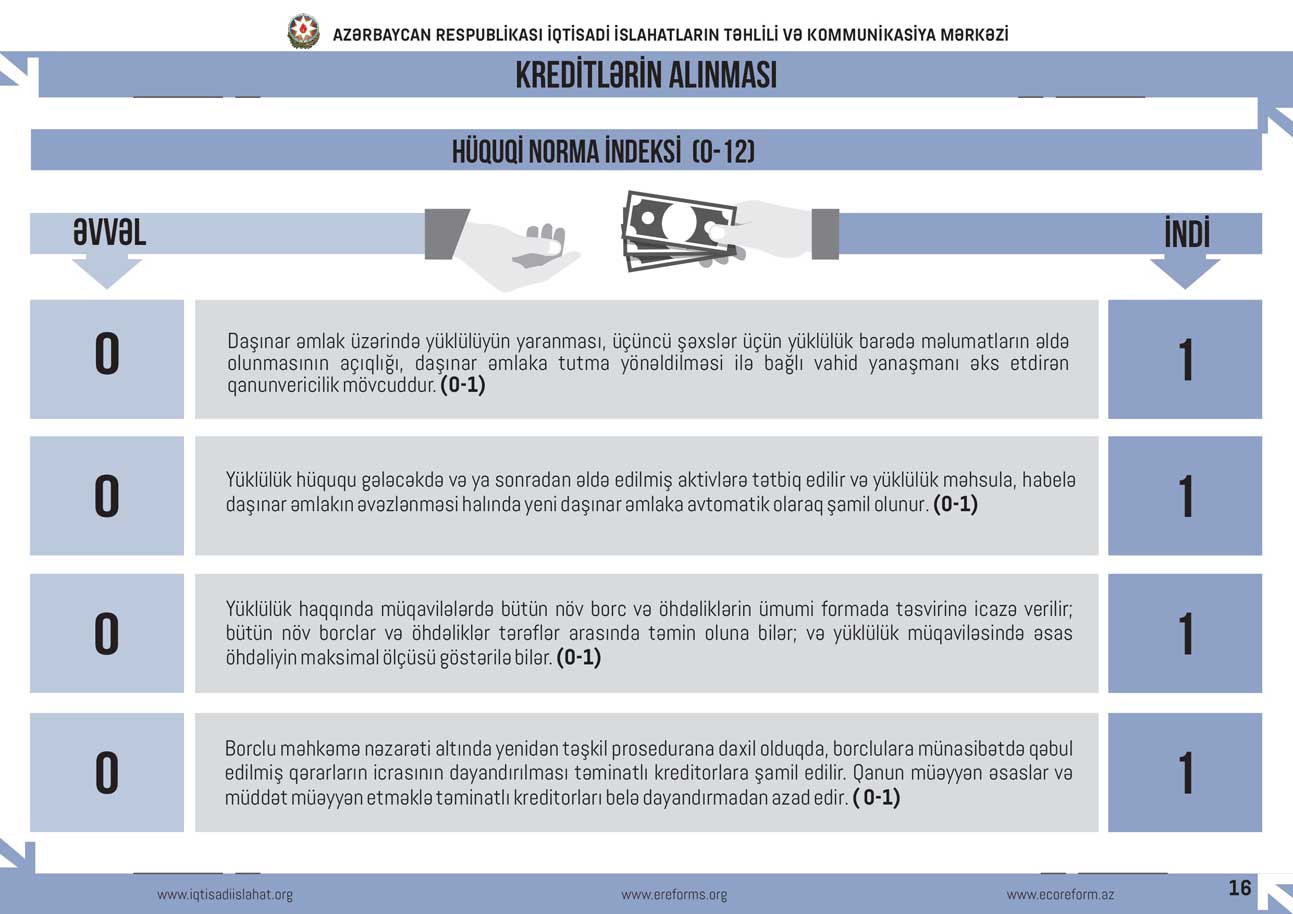 AZƏRBAYCAN RESPUBLİKASI İQTİSADİ İSLAHATLARIN TƏHLİLİ VƏ KOMMUNİKASİYA MƏRKƏZİ
KREDİTLƏRİN ALINMASI
HÜQUQİ NORMA İNDEKSİ (0-12)
ƏVVƏL
İNDİ
0
Daşınar əmlak üzərində yüklülüyün yaranması, üçüncü şəxslər üçün yüklülük barədə məlumatların əldə
olunmasının açıqlığı, daşınar əmlaka tutma yönəldilməsi ilə bağlı vahid yanaşmanı əks etdirən
qanunvericilik mövcuddur. (0-1)
1
0
Yüklülük hüququ gələcəkdə və ya sonradan əldə edilmiş aktivlərə tətbiq edilir və yüklülük məhsula, habelə
daşınar əmlakın əvəzlənməsi halında yeni daşınar əmlaka avtomatik olaraq şamil olunur. (0-1)
1
0
Yüklülük haqqında müqavilələrdə bütün növ borc və öhdəliklərin ümumi formada təsvirinə icazə verilir;
bütün növ borclar və öhdəliklər tərəflər arasında təmin oluna bilər; və yüklülük müqaviləsində əsas
öhdəliyin maksimal ölçüsü göstərilə bilər. (0-1)
1
0
Borclu məhkəmə nəzarəti altında yenidən təşkil prosedurana daxil olduqda, borclulara münasibətdə qəbul
edilmiş qərarların icrasının dayandırılması təminatlı kreditorlara şamil edilir. Qanun müəyyən əsaslar və
müddət müəyyən etməklə təminatlı kreditorları belə dayandırmadan azad edir. ( 0-1)
1
www.iqtisadiislahat.org
www.ereforms.org
www.ecoreform.az
16